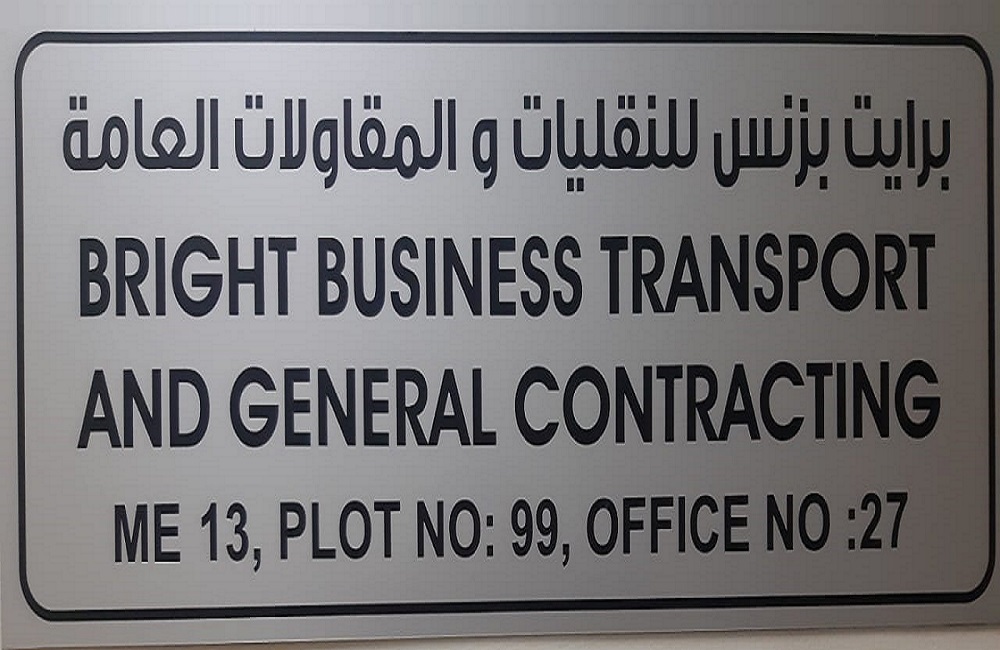 برايت بزنس للنقليات و المقاولات العامة
BRIGHT BUSINESS TRANSPORT
AND GENERAL CONTRACTING
ME 13, PLOT NO: 99, OFFICE NO :27